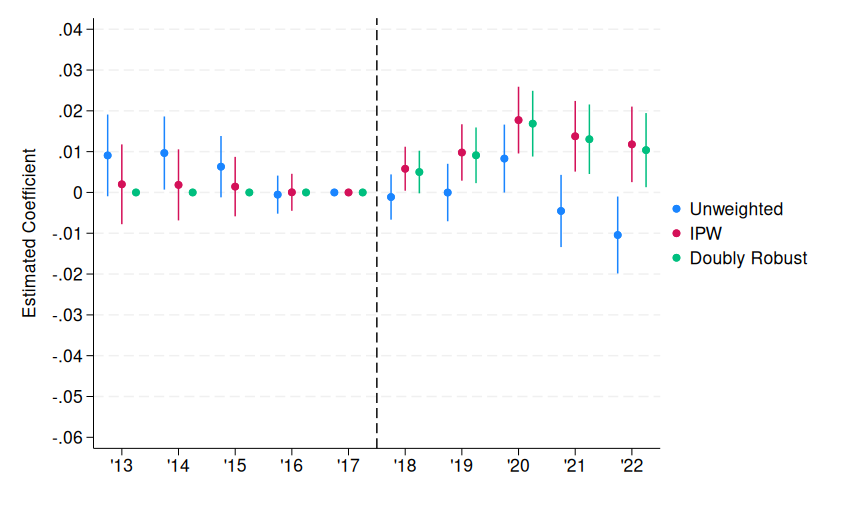 .04
.03
.02
.01
0
-.01
-.02
-.03
-.04
-.05
-.06
Estimated Coefficient
'13 '14 '15 '16 '17 '18 '19 '20 '21 '22
Unweighted
IPW
Doubly Robust